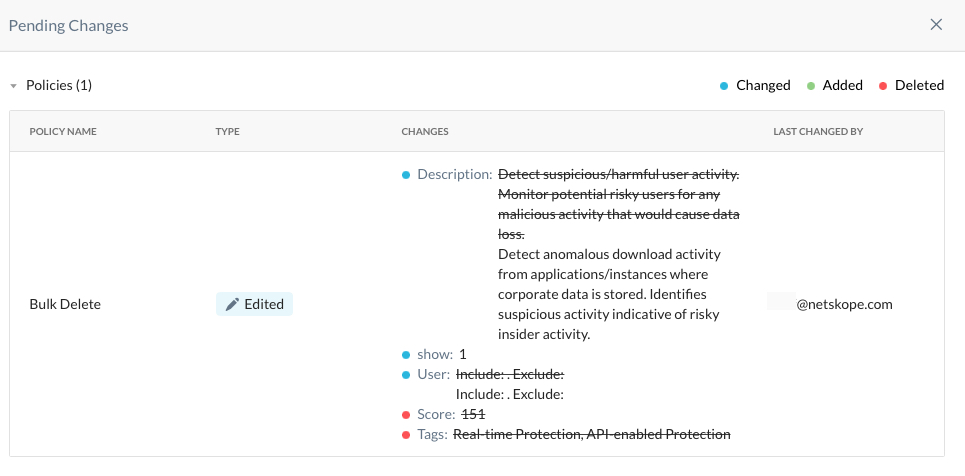 Pending Changes
Policies (1)
Changed Added Deleted
POLICY NAME TYPE CHANGES LAST CHANGED BY
Description: Detect suspicious/harmful user activity.
Monitor potential risky users for any
malicious activity that would cause data
loss.
Detect anomalous download activity
from applications/instances where
corporate data is stored. Identifies
suspicious activity indicative of risky
insider activity.
Bulk Delete Edited @netskope.com
show: 1
User: Include: . Exclude:
Include: . Exclude:
Score: 151
Tags: Real-time Protection, API-enabled Protection